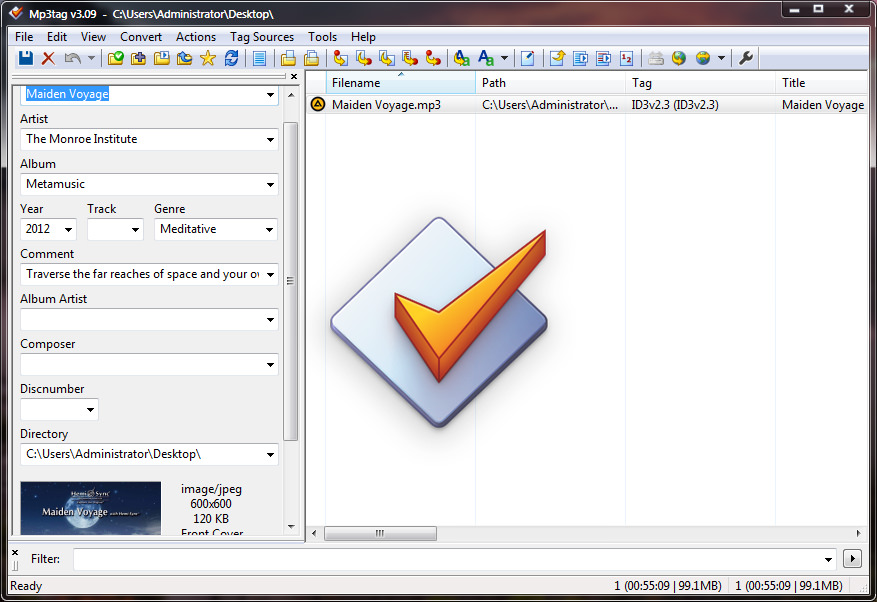 Mp3tag v3.09 - C:\Users\Administrator\Desktop\
File Edit View Convert Actions Tag Sources Tools Help
Filename Path Tag Title
Maiden Voyage.mp3 C:\Users\Administrator\... ID3v2.3 (ID3v2.3) Maiden Voyage
Maiden Voyage
Artist
The Monroe Institute
Album
Metamusic
Year Track Genre
2012 Meditative
Comment
Traverse the far reaches of space and your ov
Album Artist
Composer
Discnumber
Directory
C:\Users\Administrator\Desktop\
Hemi-Sync
Maiden Voyage with Hemi-Sync
image/jpeg
600x600
120 KB
Front Cover
Filter:
Ready 1 (00:55:09 | 99.1MB) 1 (00:55:09 | 99.1MB)